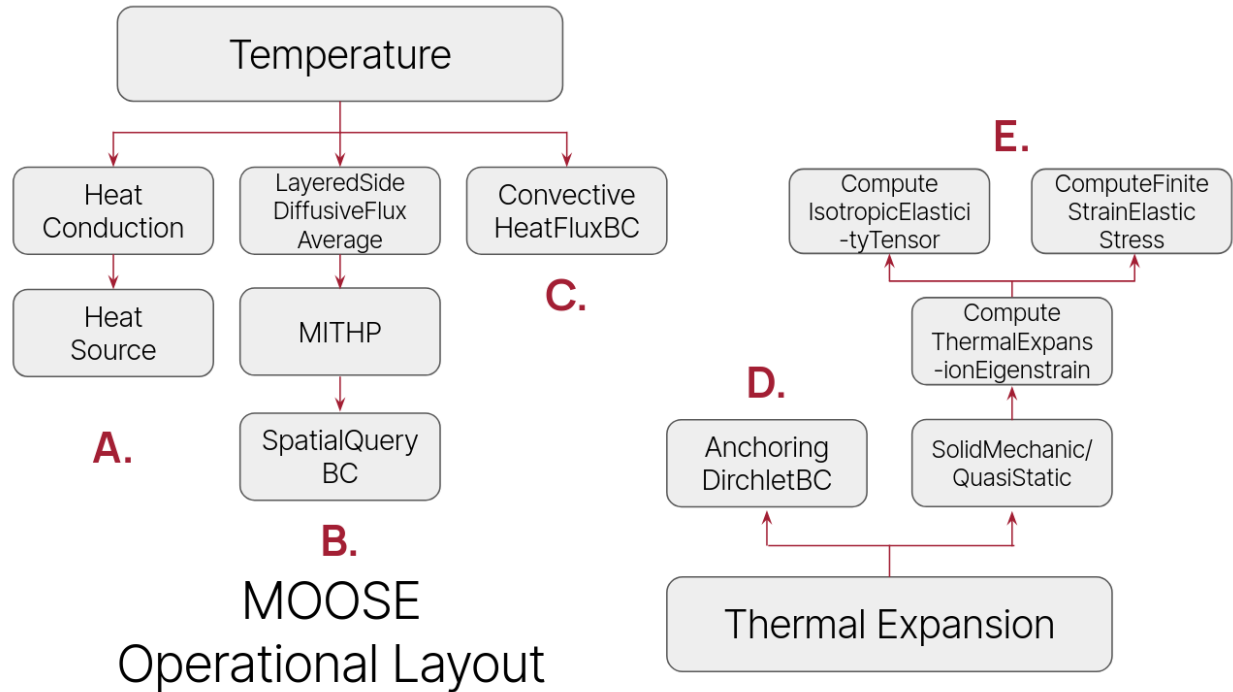 Temperature
Heat
Conduction
LayeredSide
DiffusiveFlux
Average
Convective
HeatFluxBC
Heat
Source
MITHP
C.
A.
SpatialQuery
BC
B.
MOOSE
Operational Layout
E.
Compute
IsotropicElastici
-tyTensor
ComputeFinite
StrainElastic
Stress
Compute
ThermalExpans
-ionEigenstrain
D.
Anchoring
DirchletBC
SolidMechanic/
QuasiStatic
Thermal Expansion